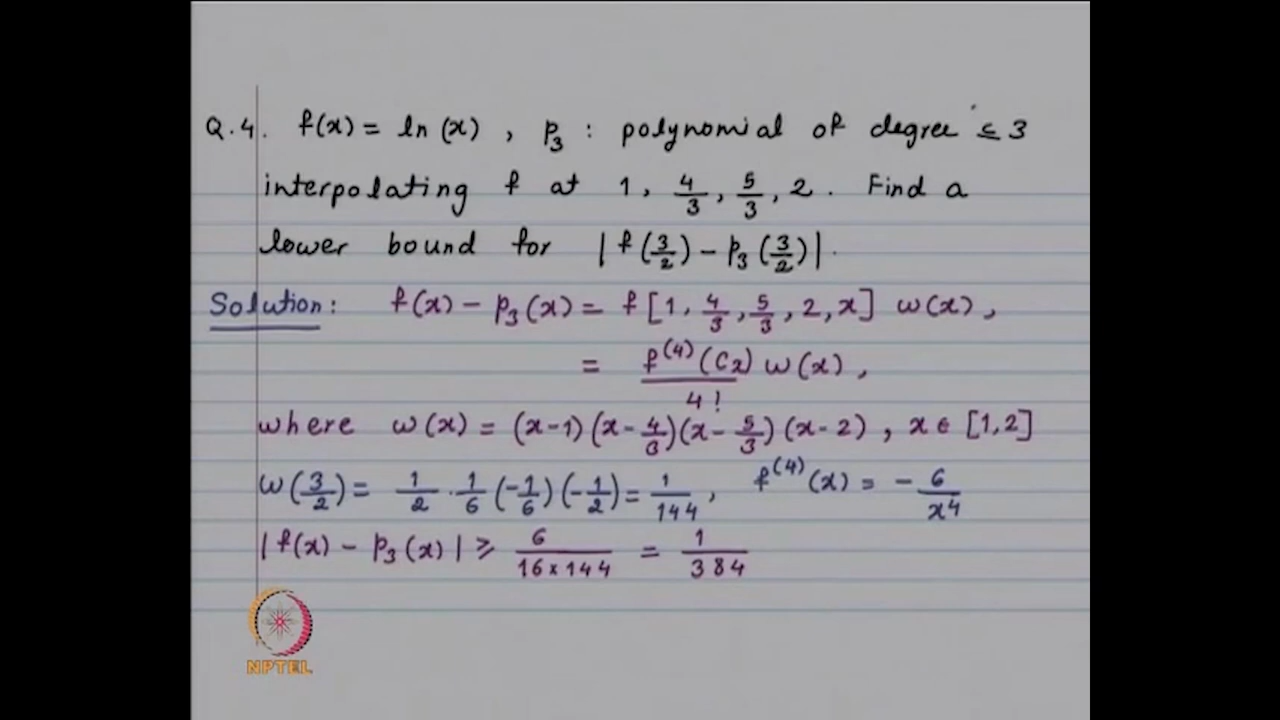 Q.4. f(x) = ln(x), p₃ : polynomial of degree ≤ 3
interpolating f at 1, 4/3, 5/3, 2. Find a
lower bound for |f(3/2) - p₃(3/2)|.
Solution: f(x) - p₃(x) = f[1, 4/3, 5/3, 2, x] w(x),
= f⁽⁴⁾(Cx)/4! w(x),
where w(x) = (x-1)(x-4/3)(x-5/3)(x-2), x ∈ [1,2]
w(3/2) = 1/2 · 1/6 (-1/6)(-1/2) = 1/144, f⁽⁴⁾(x) = -6/x⁴
|f(x) - p₃(x)| ≥ 6/(16×144) = 1/384
NPTEL